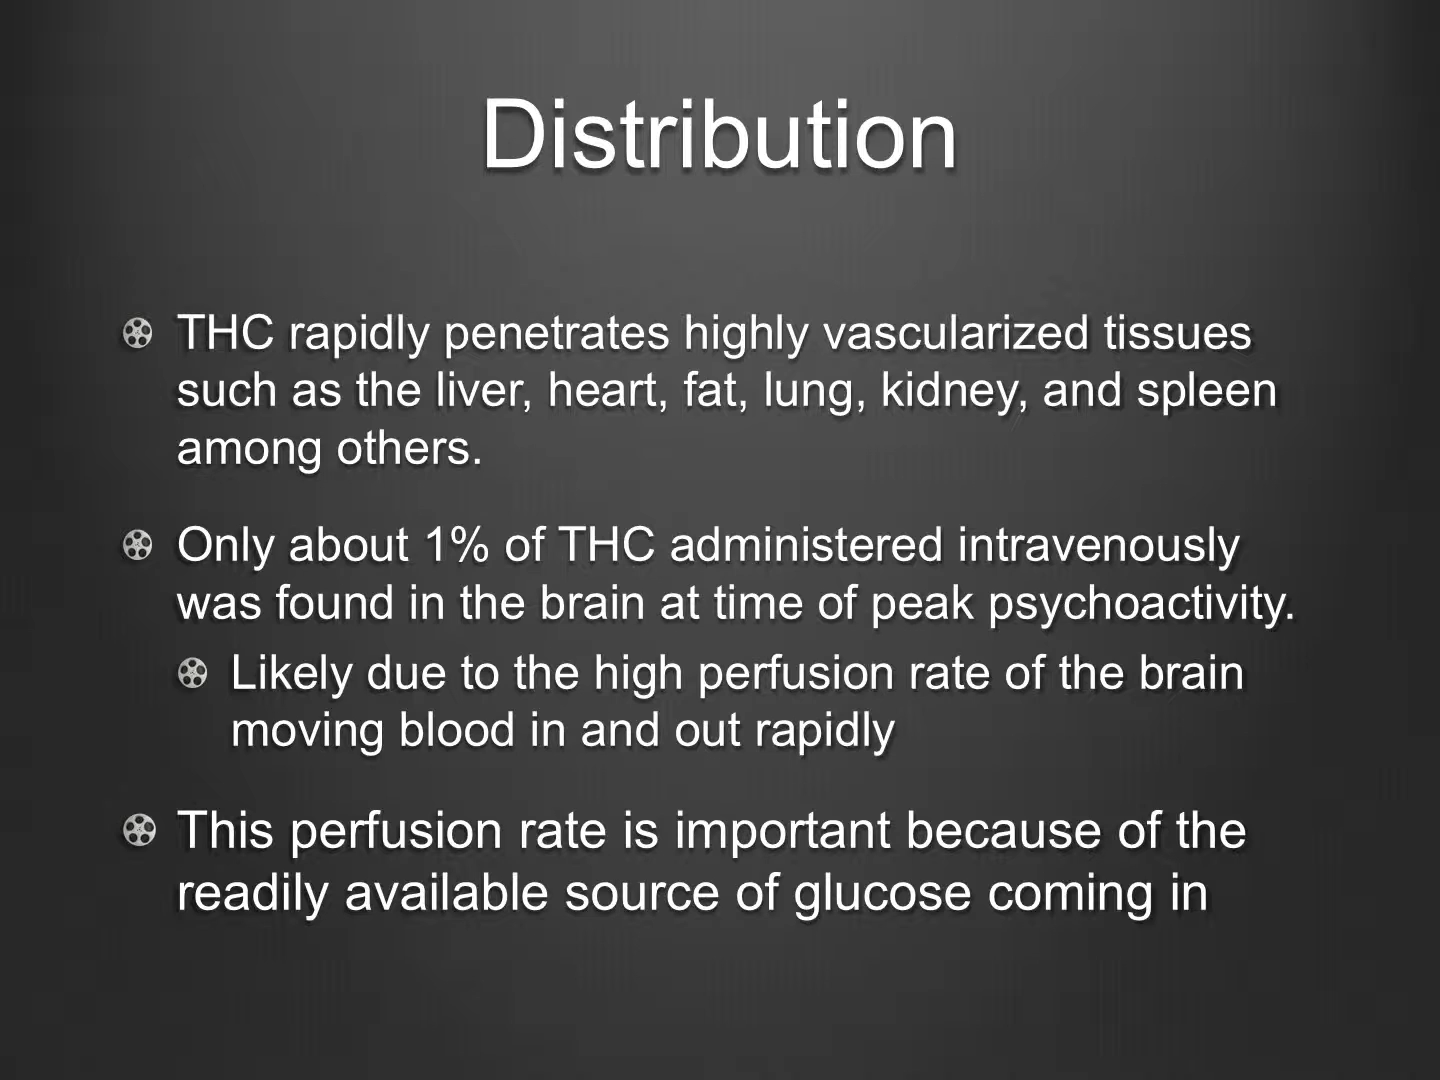 Distribution
THC rapidly penetrates highly vascularized tissues
such as the liver, heart, fat, lung, kidney, and spleen
among others.
Only about 1% of THC administered intravenously
was found in the brain at time of peak psychoactivity.
Likely due to the high perfusion rate of the brain
moving blood in and out rapidly
This perfusion rate is important because of the
readily available source of glucose coming in